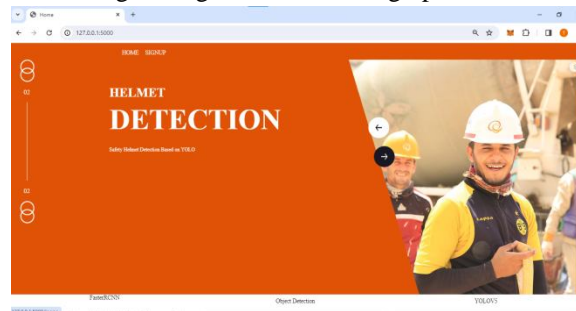 Home
127.0.0.1:5000
HOME SIGNUP
02
HELMET
DETECTION
Safety Helmet Detection Based on YOLO
02
FasterRCNN
Object Detection
YOLOV5